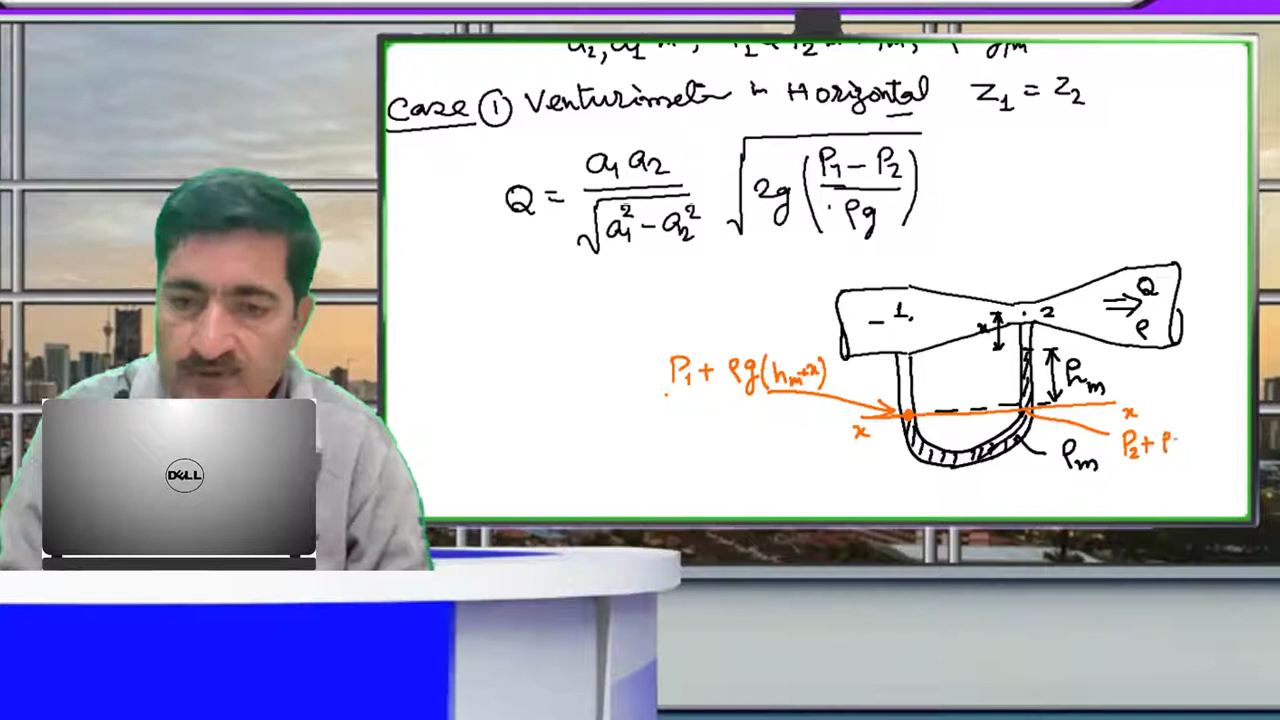 Case ① Venturimeter in Horizontal Z₁ = Z₂
Q = a₁ a₂ / √(a₁² − a₂²) √(2g((P₁ − P₂)/ρg))
1. 2
Q
ρ
x
P₁ + ρg(hₘ+x)
hₘ
x x
P₂ + ρ
ρₘ
DELL